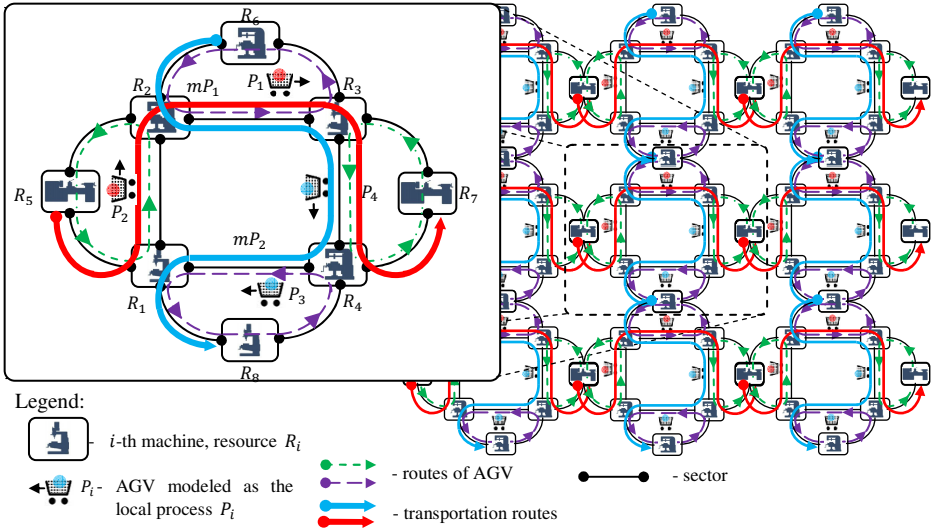 R₆
R₂
mP₁
P₁
R₃
R₅
P₂
P₄
R₇
mP₂
R₁
P₃
R₄
R₈
Legend:
- i-th machine, resource Rᵢ
Pᵢ- AGV modeled as the
local process Pᵢ
- routes of AGV
- transportation routes
- sector